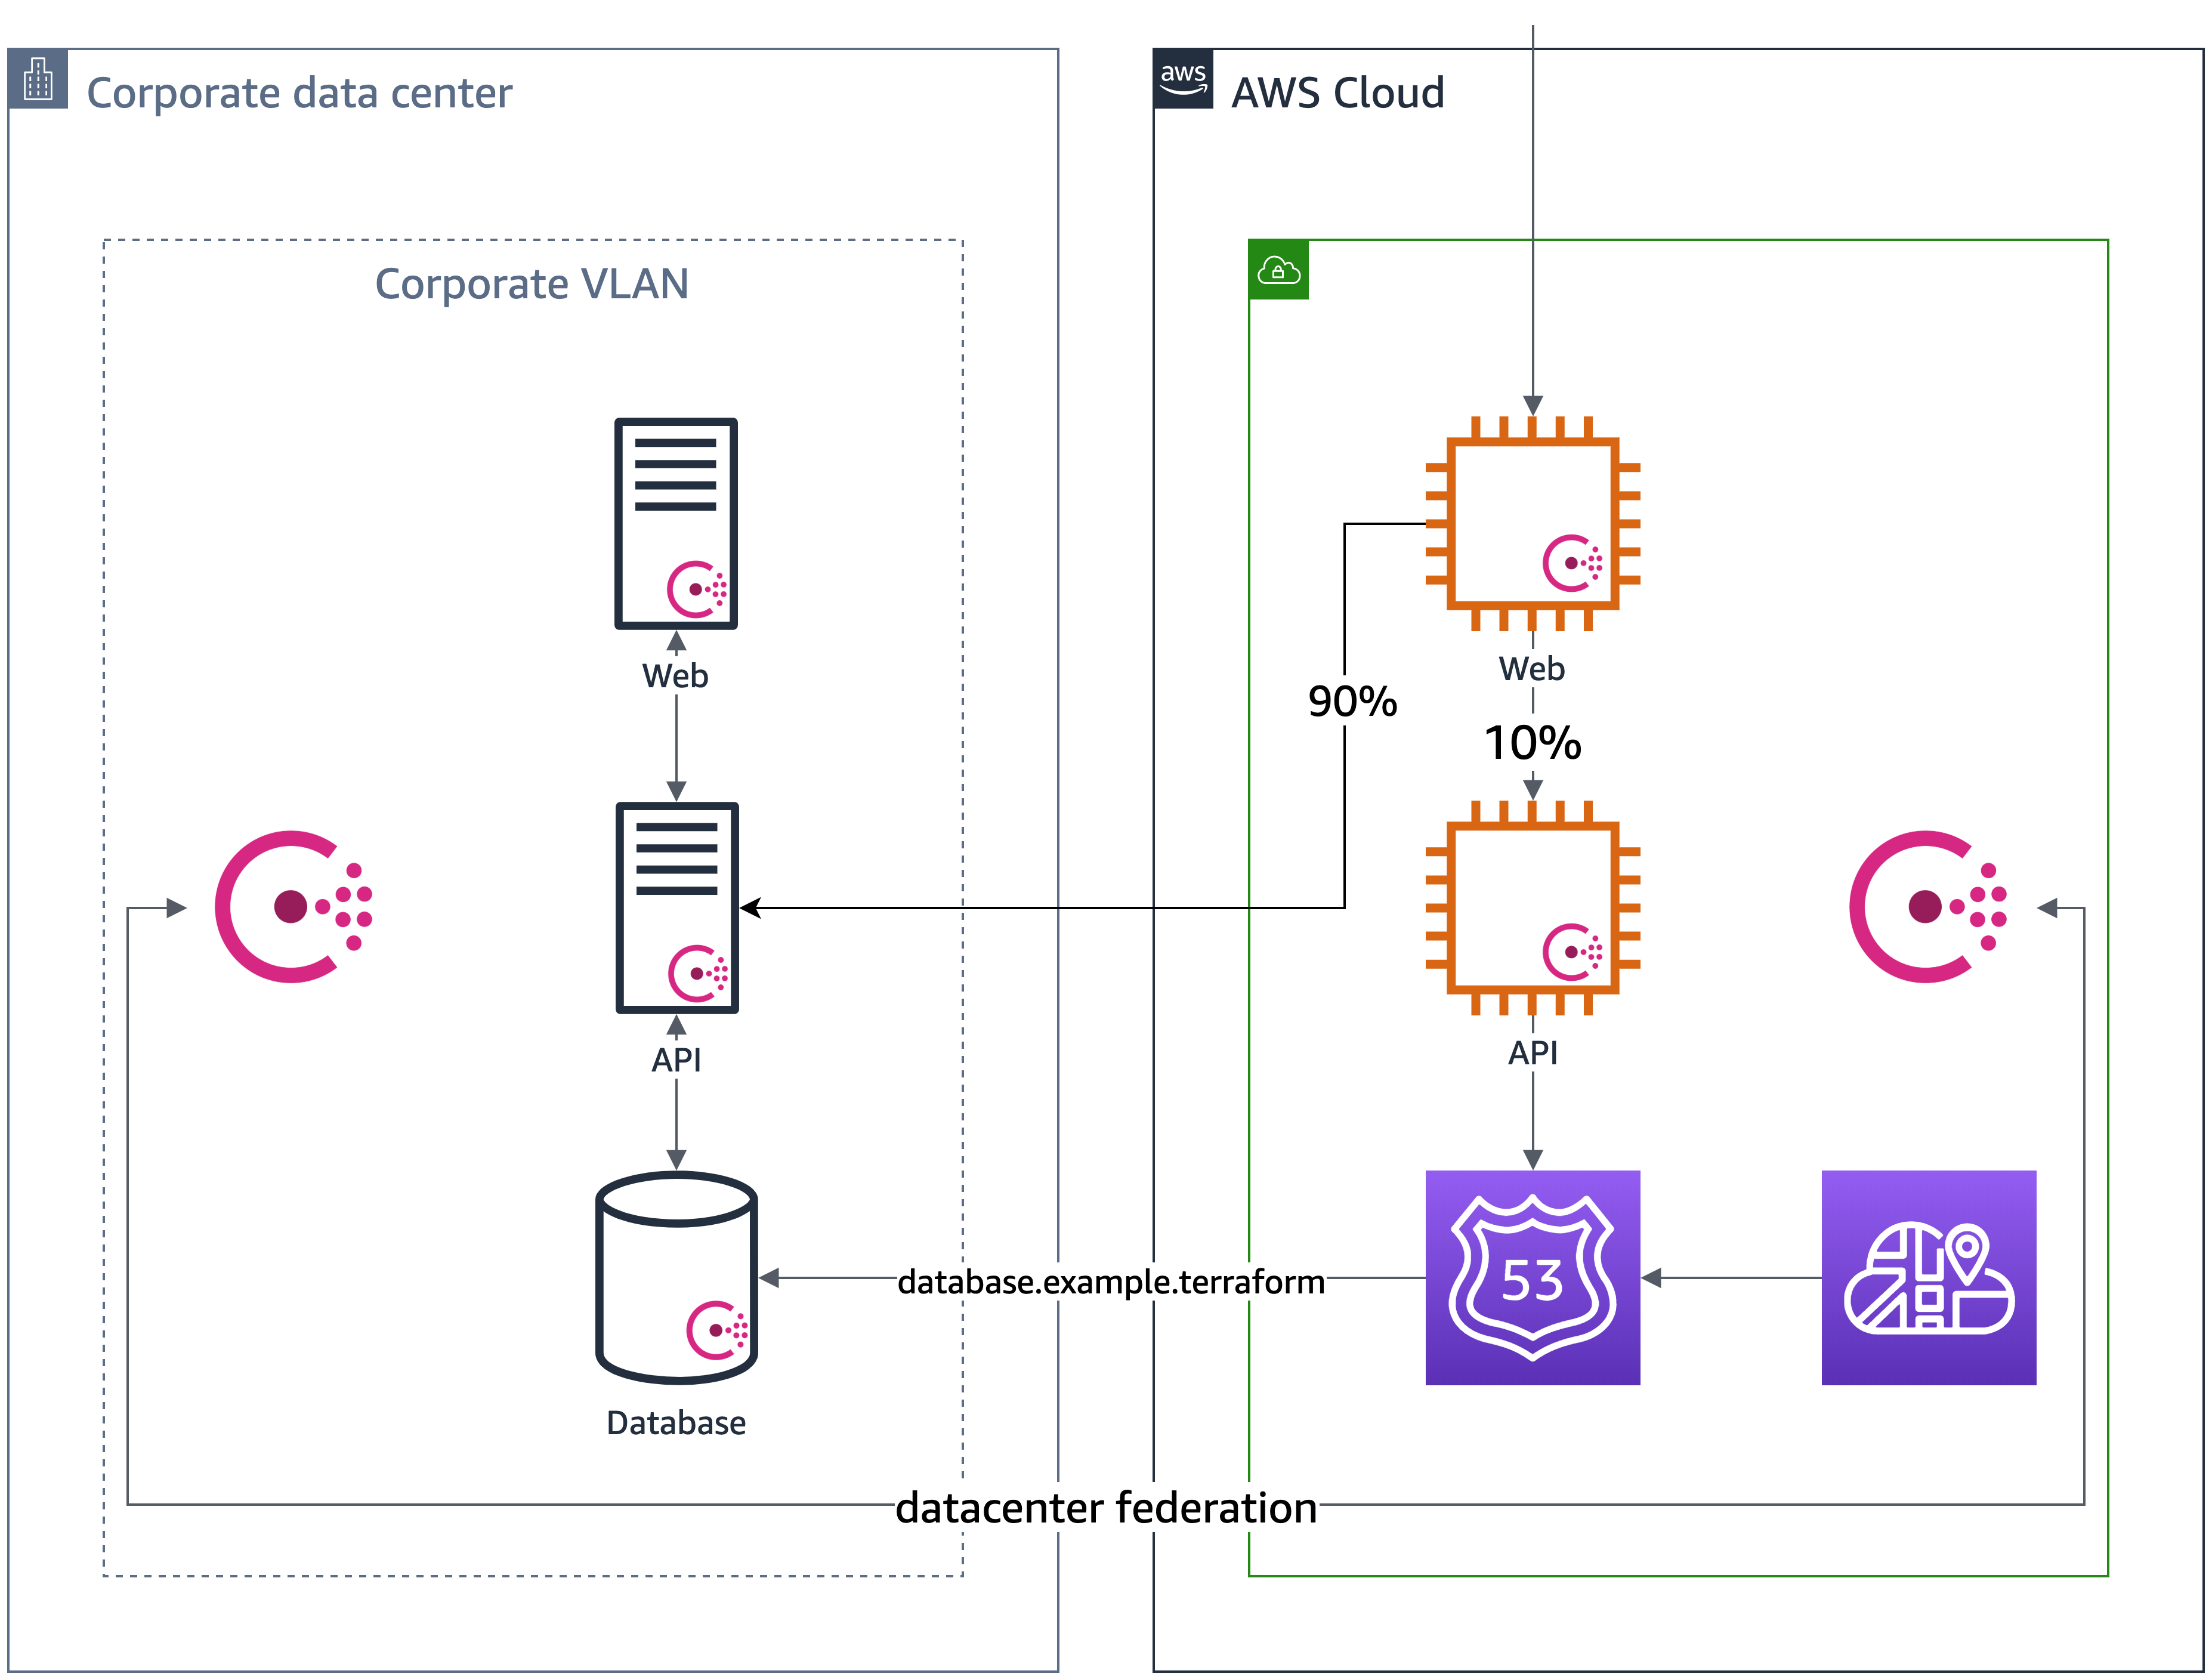 Corporate data center
aws
AWS Cloud
Corporate VLAN
Web
Web
90%
10%
API
API
53
database.example.terraform
Database
datacenter federation